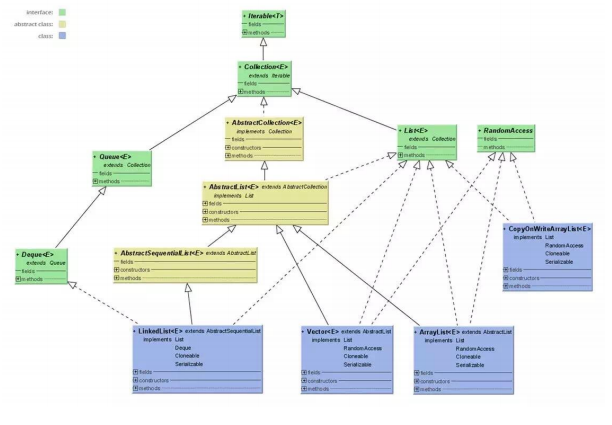 interface:
abstract class:
class:
Iterable<T>
fields
methods
Collection<E>
extends Iterable
fields
methods
AbstractCollection<E>
implements Collection
fields
constructors
methods
List<E>
extends Collection
fields
methods
RandomAccess
fields
methods
Queue<E>
extends Collection
fields
methods
AbstractList<E> extends AbstractCollection
implements List
fields
constructors
methods
CopyOnWriteArrayList<E>
implements List
RandomAccess
Cloneable
Serializable
fields
constructors
methods
Deque<E>
extends Queue
fields
methods
AbstractSequentialList<E> extends AbstractList
fields
constructors
methods
LinkedList<E> extends AbstractSequentialList
implements List
Deque
Cloneable
Serializable
fields
constructors
methods
Vector<E> extends AbstractList
implements List
RandomAccess
Cloneable
Serializable
fields
constructors
methods
ArrayList<E> extends AbstractList
implements List
RandomAccess
Cloneable
Serializable
fields
constructors
methods